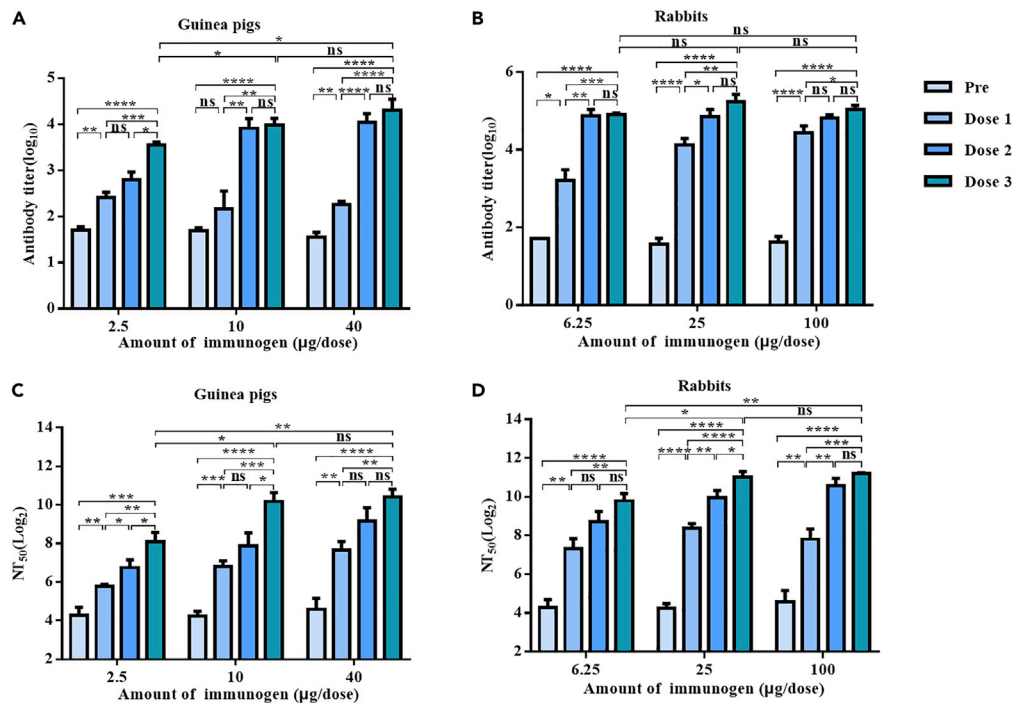 A
Guinea pigs
*
* ns
****
***
** ns *
****
**
ns ** ns
****
****
** **** ns
Antibody titer(log10)
5
4
3
2
1
0
2.5 10 40
Amount of immunogen (μg/dose)
B
Rabbits
ns
ns ns
****
***
* ** ns
****
**
**** * ns
****
*
**** ns ns
Antibody titer(log10)
6
4
2
0
6.25 25 100
Amount of immunogen (μg/dose)
Pre
Dose 1
Dose 2
Dose 3
C
Guinea pigs
**
* ns
***
**
** * *
****
***
*** ns *
****
**
** ns ns
NT50(Log2)
14
12
10
8
6
4
2
2.5 10 40
Amount of immunogen (μg/dose)
D
Rabbits
**
* ns
****
**
** ns ns
****
****
**** ** *
****
***
** ** ns
NT50(Log2)
14
12
10
8
6
4
2
6.25 25 100
Amount of immunogen (μg/dose)